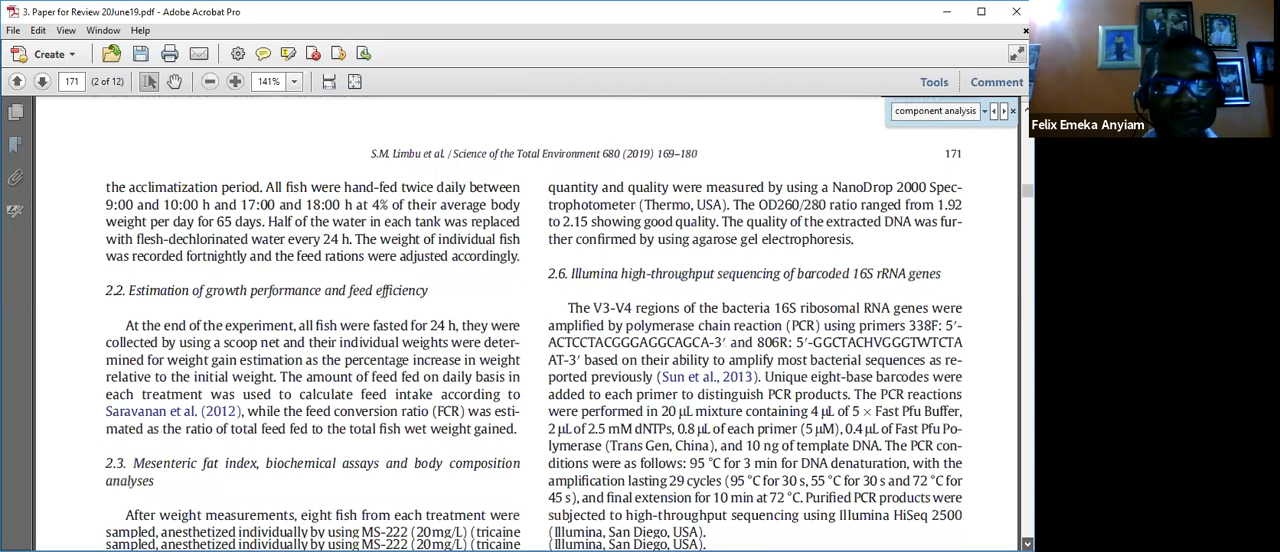 3. Paper for Review 20June19.pdf - Adobe Acrobat Pro
File Edit View Window Help
Create
171 (2 of 12) 141% Tools Comment
component analysis
Felix Emeka Anyiam
S.M. Limbu et al. / Science of the Total Environment 680 (2019) 169–180 171
the acclimatization period. All fish were hand-fed twice daily between
9:00 and 10:00 h and 17:00 and 18:00 h at 4% of their average body
weight per day for 65 days. Half of the water in each tank was replaced
with flesh-dechlorinated water every 24 h. The weight of individual fish
was recorded fortnightly and the feed rations were adjusted accordingly.
2.2. Estimation of growth performance and feed efficiency
At the end of the experiment, all fish were fasted for 24 h, they were
collected by using a scoop net and their individual weights were deter-
mined for weight gain estimation as the percentage increase in weight
relative to the initial weight. The amount of feed fed on daily basis in
each treatment was used to calculate feed intake according to
Saravanan et al. (2012), while the feed conversion ratio (FCR) was esti-
mated as the ratio of total feed fed to the total fish wet weight gained.
2.3. Mesenteric fat index, biochemical assays and body composition
analyses
After weight measurements, eight fish from each treatment were
sampled, anesthetized individually by using MS-222 (20 mg/L) (tricaine
sampled, anesthetized individually by using MS-222 (20 mg/L) (tricaine
quantity and quality were measured by using a NanoDrop 2000 Spec-
trophotometer (Thermo, USA). The OD260/280 ratio ranged from 1.92
to 2.15 showing good quality. The quality of the extracted DNA was fur-
ther confirmed by using agarose gel electrophoresis.
2.6. Illumina high-throughput sequencing of barcoded 16S rRNA genes
The V3-V4 regions of the bacteria 16S ribosomal RNA genes were
amplified by polymerase chain reaction (PCR) using primers 338F: 5′-
ACTCCTACGGGAGGCAGCA-3′ and 806R: 5′-GGCTACHVGGGTWTCTA
AT-3′ based on their ability to amplify most bacterial sequences as re-
ported previously (Sun et al., 2013). Unique eight-base barcodes were
added to each primer to distinguish PCR products. The PCR reactions
were performed in 20 μL mixture containing 4 μL of 5 × Fast Pfu Buffer,
2 μL of 2.5 mM dNTPs, 0.8 μL of each primer (5 μM), 0.4 μL of Fast Pfu Po-
lymerase (Trans Gen, China), and 10 ng of template DNA. The PCR con-
ditions were as follows: 95 °C for 3 min for DNA denaturation, with the
amplification lasting 29 cycles (95 °C for 30 s, 55 °C for 30 s and 72 °C for
45 s), and final extension for 10 min at 72 °C. Purified PCR products were
subjected to high-throughput sequencing using Illumina HiSeq 2500
(Illumina, San Diego, USA).
(Illumina, San Diego, USA).